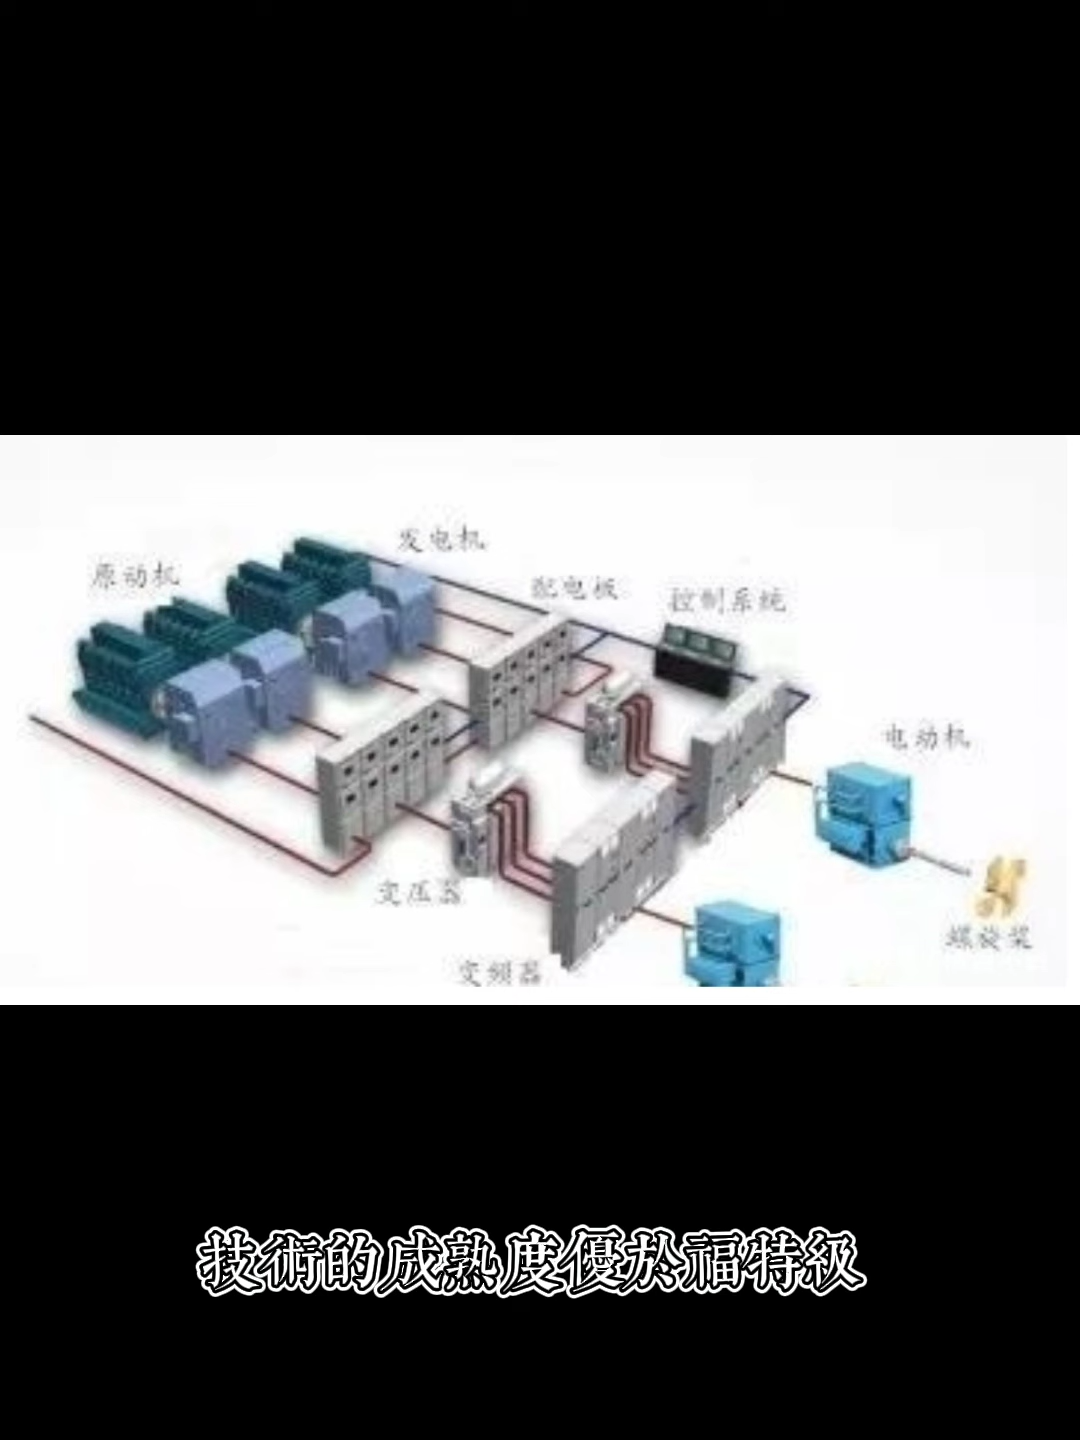 发电机
原动机
配电板
控制系统
电动机
变压器
螺旋桨
变频器
技術的成熟度優於福特級